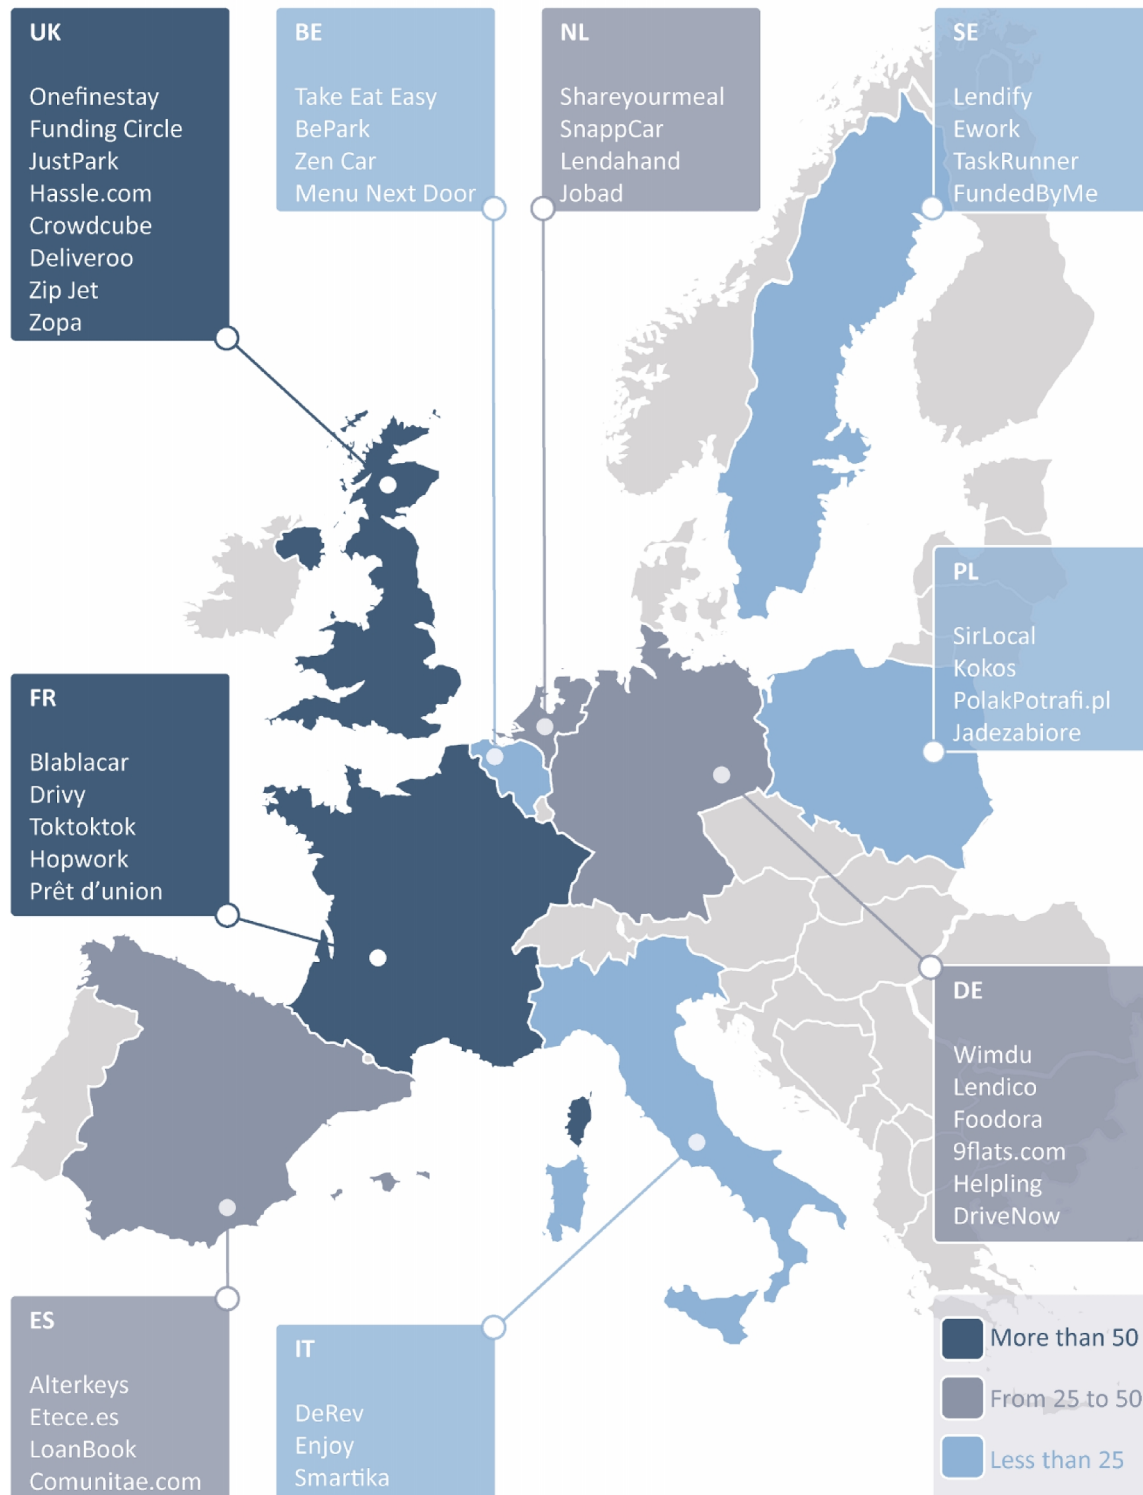 UK
Onefinestay
Funding Circle
JustPark
Hassle.com
Crowdcube
Deliveroo
Zip Jet
Zopa
BE
Take Eat Easy
BePark
Zen Car
Menu Next Door
NL
Shareyourmeal
SnappCar
Lendahand
Jobad
SE
Lendify
Ework
TaskRunner
FundedByMe
PL
SirLocal
Kokos
PolakPotrafi.pl
Jadezabiore
FR
Blablacar
Drivy
Toktoktok
Hopwork
Prêt d’union
DE
Wimdu
Lendico
Foodora
9flats.com
Helpling
DriveNow
ES
Alterkeys
Etece.es
LoanBook
Comunitae.com
IT
DeRev
Enjoy
Smartika
More than 50
From 25 to 50
Less than 25